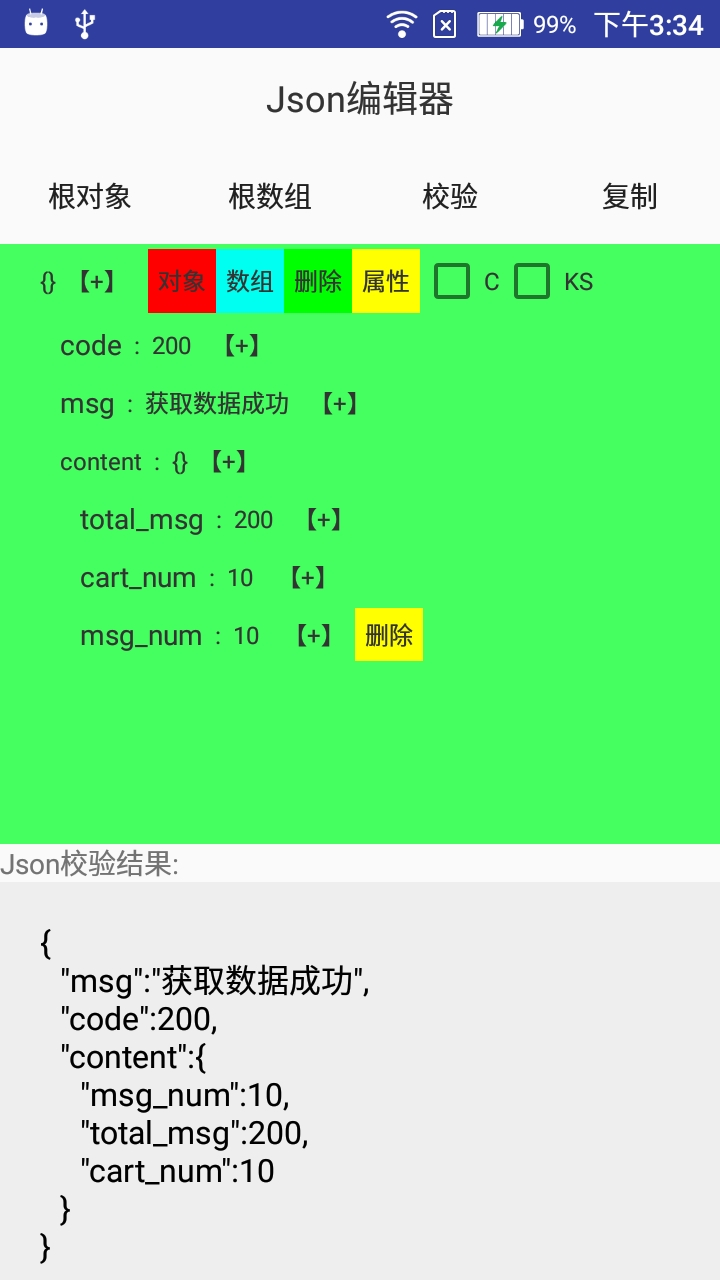 99% 下午3:34
Json编辑器
根对象 根数组 校验 复制
{} 【+】 对象 数组 删除 属性 C KS
code : 200 【+】
msg : 获取数据成功 【+】
content : {} 【+】
total_msg : 200 【+】
cart_num : 10 【+】
msg_num : 10 【+】 删除
Json校验结果:
{
"msg":"获取数据成功",
"code":200,
"content":{
"msg_num":10,
"total_msg":200,
"cart_num":10
}
}